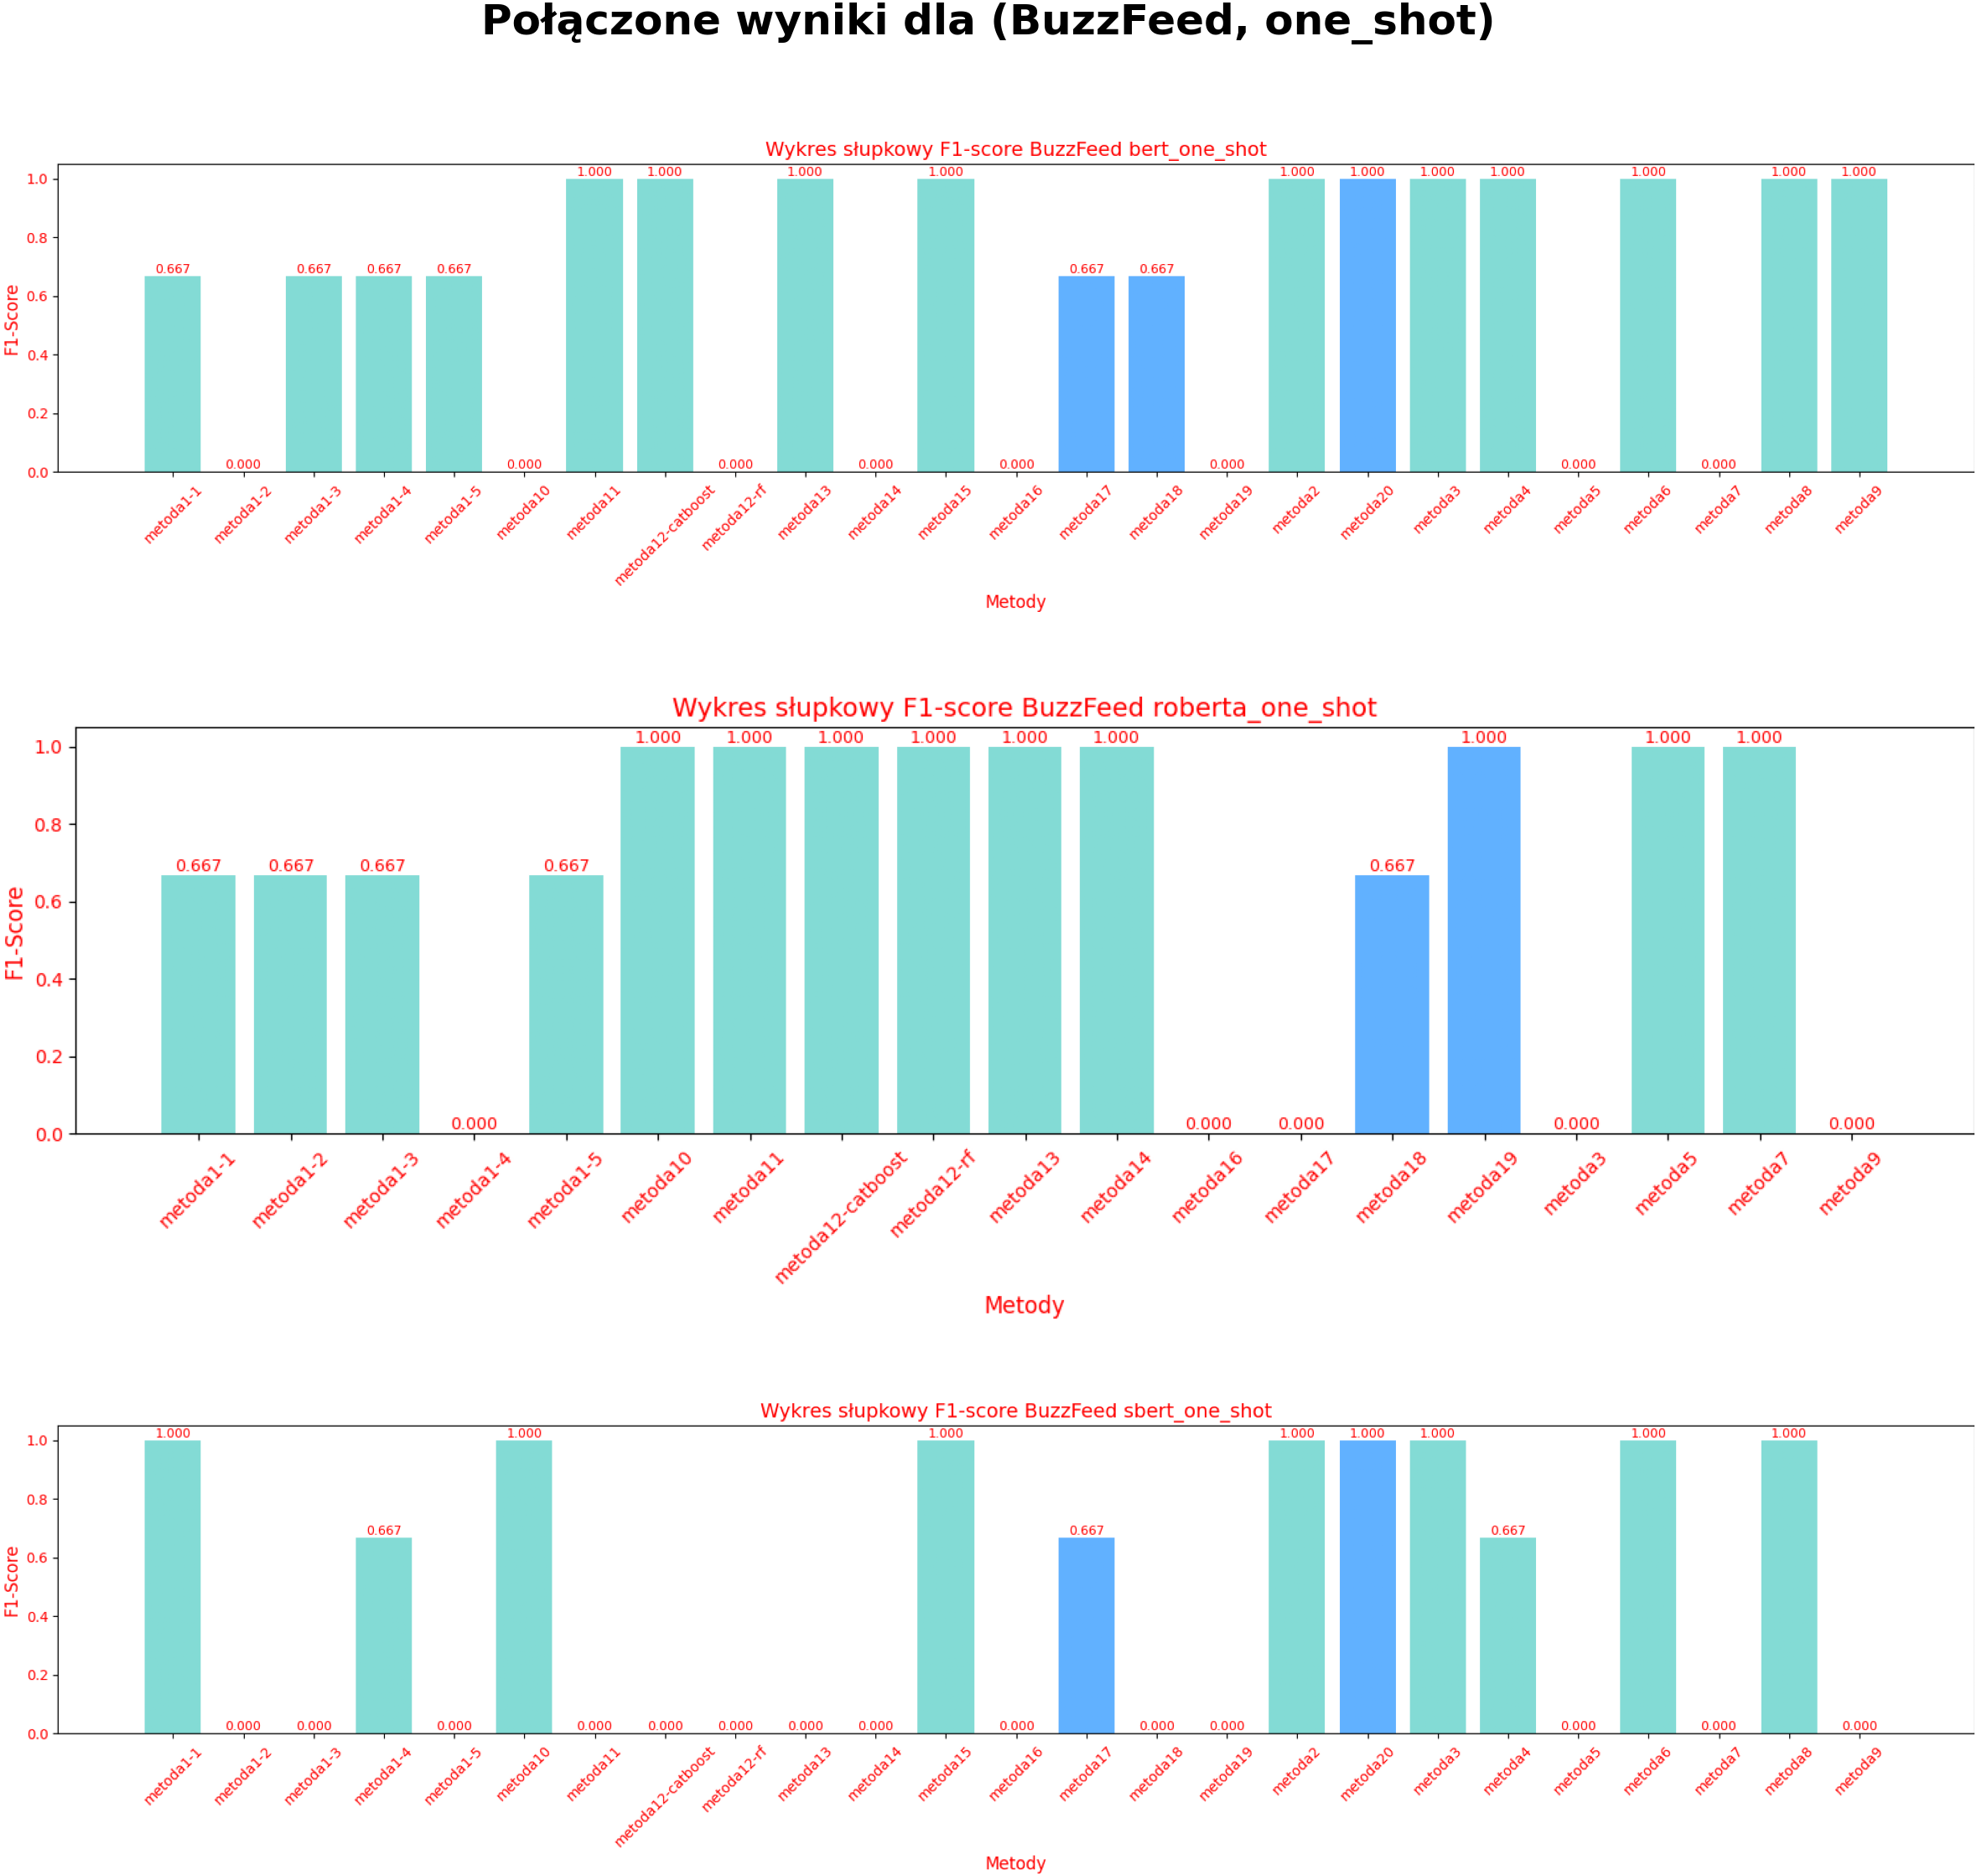 Połączone wyniki dla (BuzzFeed, one_shot)
Wykres słupkowy F1-score BuzzFeed bert_one_shot
1.000 1.000 1.000 1.000 1.000 1.000 1.000 1.000 1.000 1.000 1.000
0.667 0.667 0.667 0.667 0.667 0.667
0.000 0.000 0.000 0.000 0.000 0.000 0.000 0.000
1.0
0.8
0.6
0.4
0.2
0.0
F1-Score
metoda1-1 metoda1-2 metoda1-3 metoda1-4 metoda1-5 metoda10 metoda11 metoda12-catboost metoda12-rf metoda13 metoda14 metoda15 metoda16 metoda17 metoda18 metoda19 metoda2 metoda20 metoda3 metoda4 metoda5 metoda6 metoda7 metoda8 metoda9
Metody
Wykres słupkowy F1-score BuzzFeed roberta_one_shot
1.000 1.000 1.000 1.000 1.000 1.000 1.000 1.000 1.000
0.667 0.667 0.667 0.667 0.667
0.000 0.000 0.000 0.000 0.000
1.0
0.8
0.6
0.4
0.2
0.0
F1-Score
metoda1-1 metoda1-2 metoda1-3 metoda1-4 metoda1-5 metoda10 metoda11 metoda12-catboost metoda12-rf metoda13 metoda14 metoda16 metoda17 metoda18 metoda19 metoda3 metoda5 metoda7 metoda9
Metody
Wykres słupkowy F1-score BuzzFeed sbert_one_shot
1.000 1.000 1.000 1.000 1.000 1.000 1.000 1.000
0.667 0.667 0.667
0.000 0.000 0.000 0.000 0.000 0.000 0.000 0.000 0.000 0.000 0.000 0.000 0.000 0.000
1.0
0.8
0.6
0.4
0.2
0.0
F1-Score
metoda1-1 metoda1-2 metoda1-3 metoda1-4 metoda1-5 metoda10 metoda11 metoda12-catboost metoda12-rf metoda13 metoda14 metoda15 metoda16 metoda17 metoda18 metoda19 metoda2 metoda20 metoda3 metoda4 metoda5 metoda6 metoda7 metoda8 metoda9
Metody